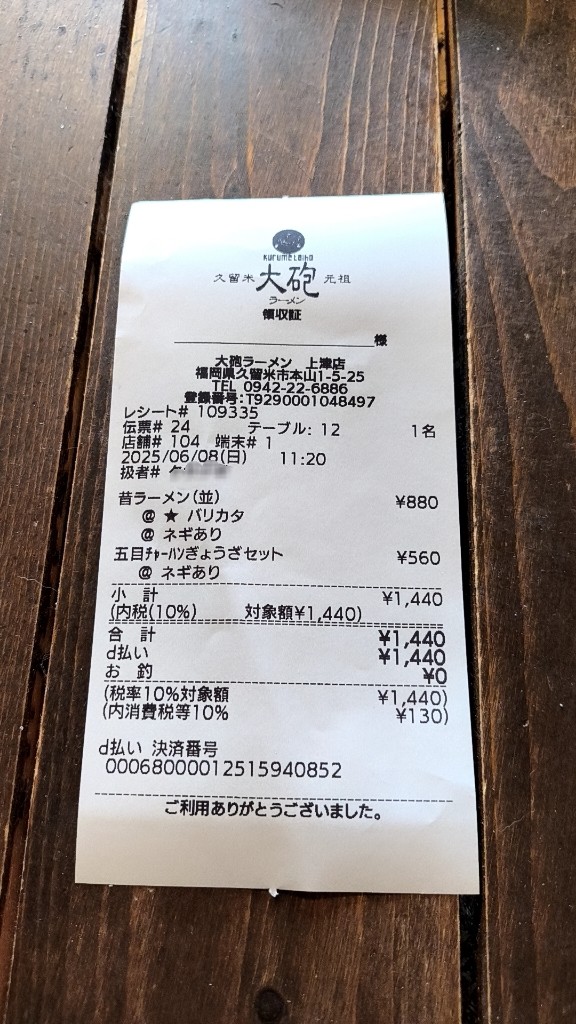 kurumetaiho
久留米 大砲 元祖
ラーメン
領収証
様
大砲ラーメン 上津店
福岡県久留米市本山1-5-25
TEL 0942-22-6886
登録番号:T9290001048497
レシート# 109335
伝票# 24 テーブル: 12 1名
店舗# 104 端末# 1
2025/06/08(日) 11:20
扱者#
昔ラーメン(並) ¥880
@ ★ バリカタ
@ ネギあり
五目ﾁｬｰﾊﾝぎょうざセット ¥560
@ ネギあり
小 計 ¥1,440
(内税(10%) 対象額¥1,440)
合 計 ¥1,440
d払い ¥1,440
お 釣 ¥0
(税率10%対象額 ¥1,440)
(内消費税等10% ¥130)
d払い 決済番号
00068000012515940852
ご利用ありがとうございました。